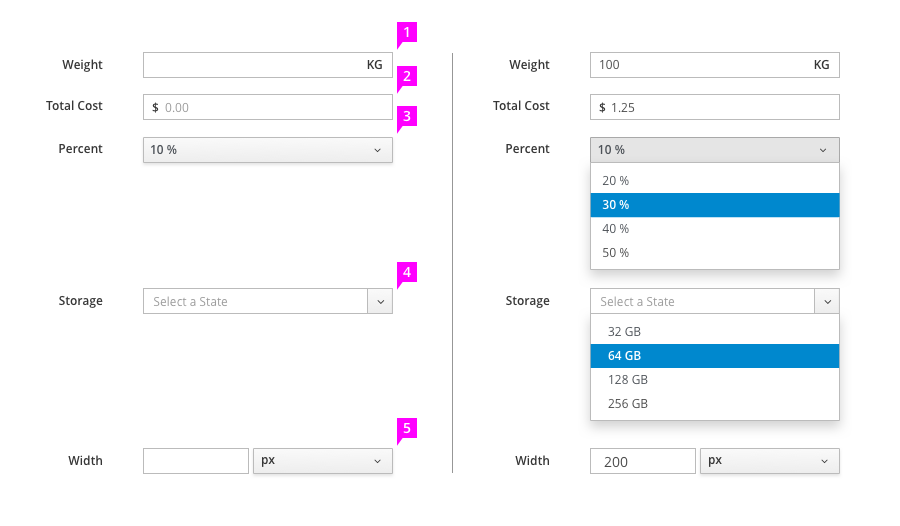 1
Weight KG
2
Total Cost $ 0.00
3
Percent 10 %
4
Storage Select a State
5
Width px
Weight 100 KG
Total Cost $ 1.25
Percent 10 %
20 %
30 %
40 %
50 %
Storage Select a State
32 GB
64 GB
128 GB
256 GB
Width 200 px